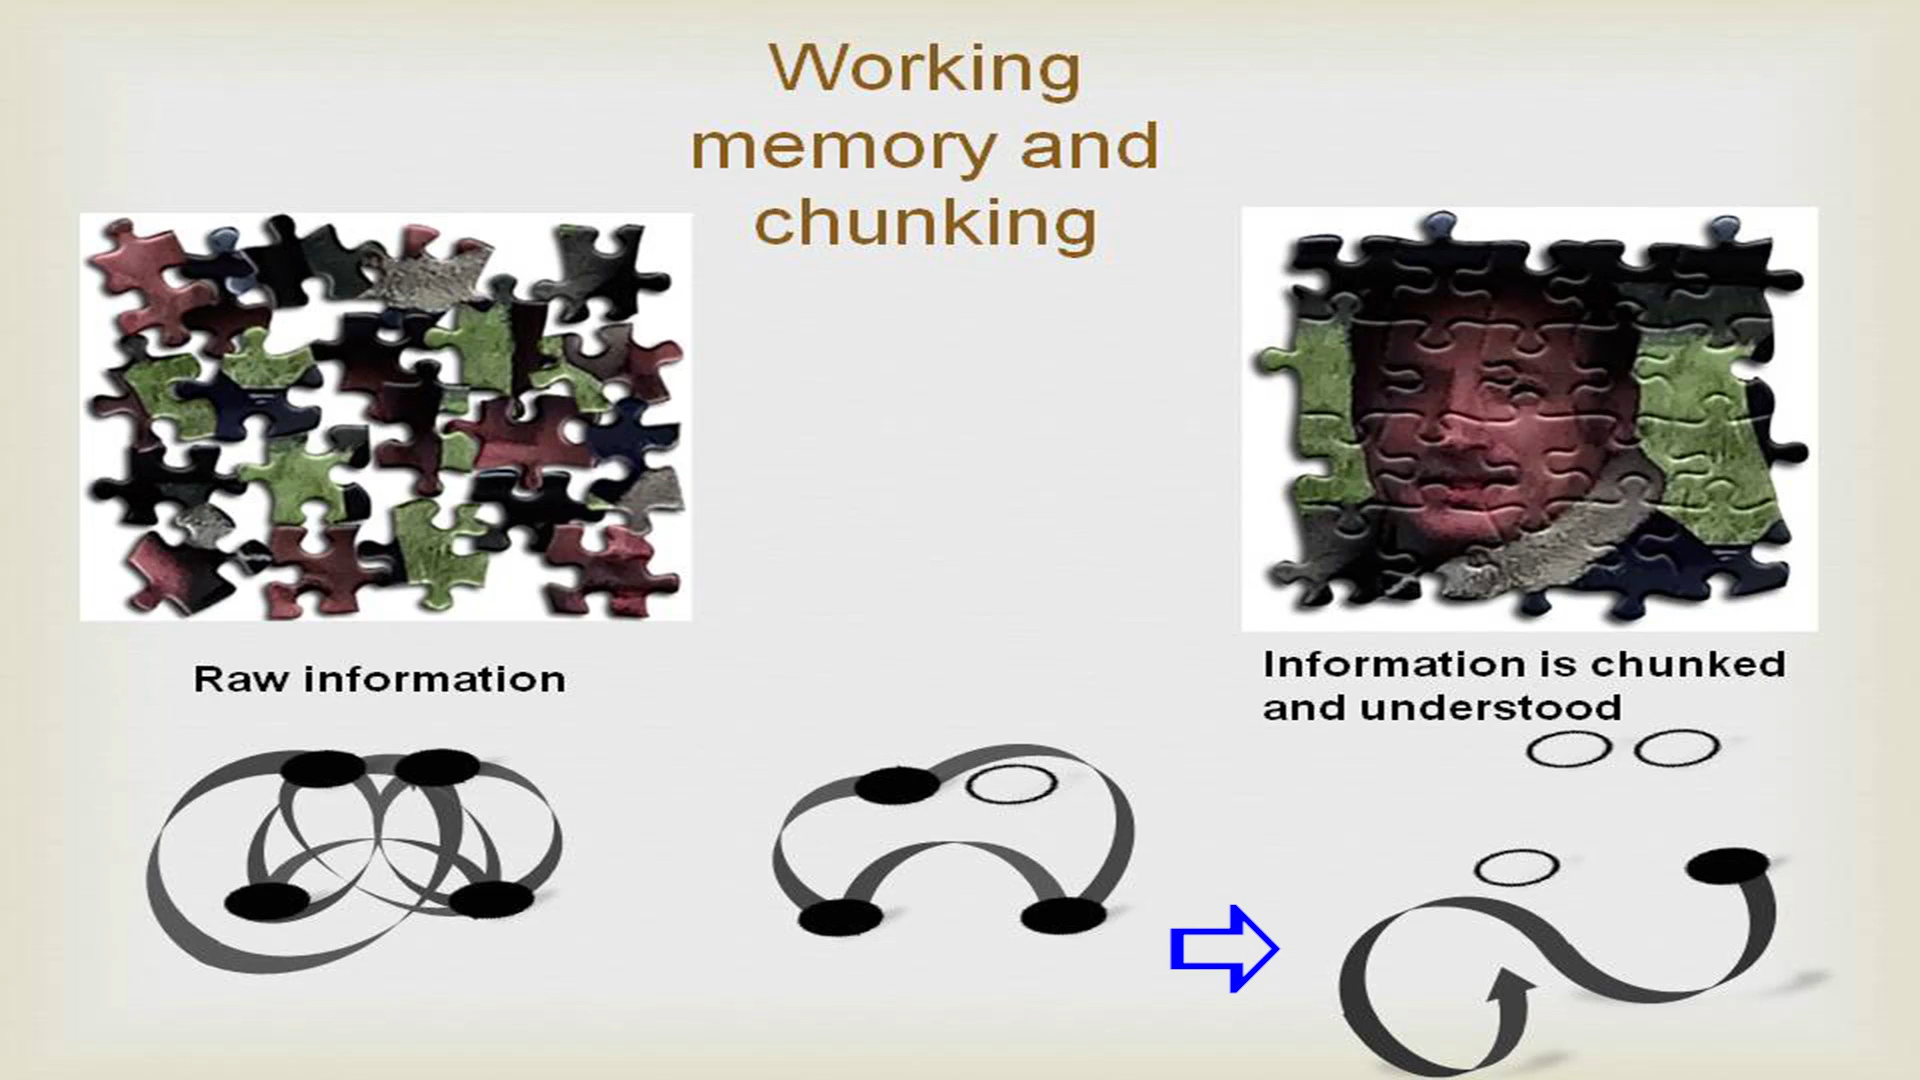 Working
memory and
chunking
Raw information
Information is chunked
and understood